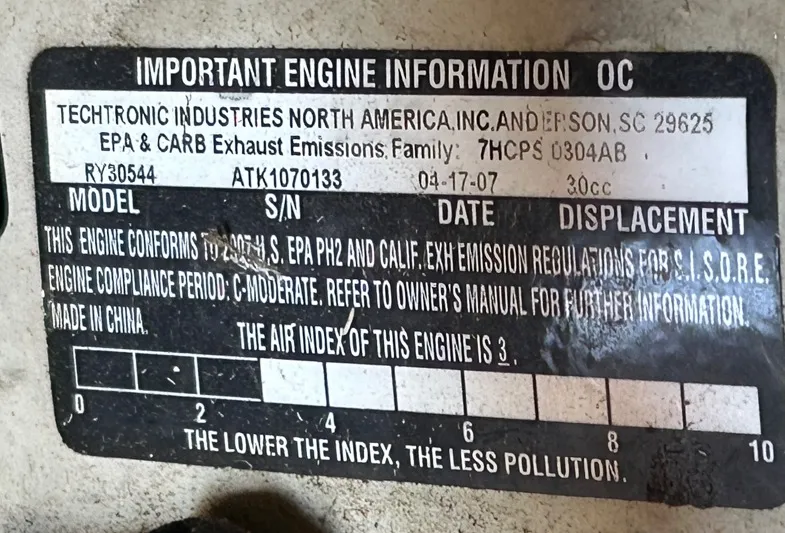 IMPORTANT ENGINE INFORMATION OC
TECHTRONIC INDUSTRIES NORTH AMERICA,INC.ANDERSON,SC 29625
EPA & CARB Exhaust Emissions Family: 7HCPS 0304AB
RY30544 ATK1070133 04-17-07 30cc
MODEL S/N DATE DISPLACEMENT
THIS ENGINE CONFORMS TO 2007 U.S. EPA PH2 AND CALIF. EXH EMISSION REGULATIONS FOR S.I.S.O.R.E.
ENGINE COMPLIANCE PERIOD: C-MODERATE. REFER TO OWNER'S MANUAL FOR FURTHER INFORMATION.
MADE IN CHINA.
THE AIR INDEX OF THIS ENGINE IS 3.
0 2 4 6 8 10
THE LOWER THE INDEX, THE LESS POLLUTION.